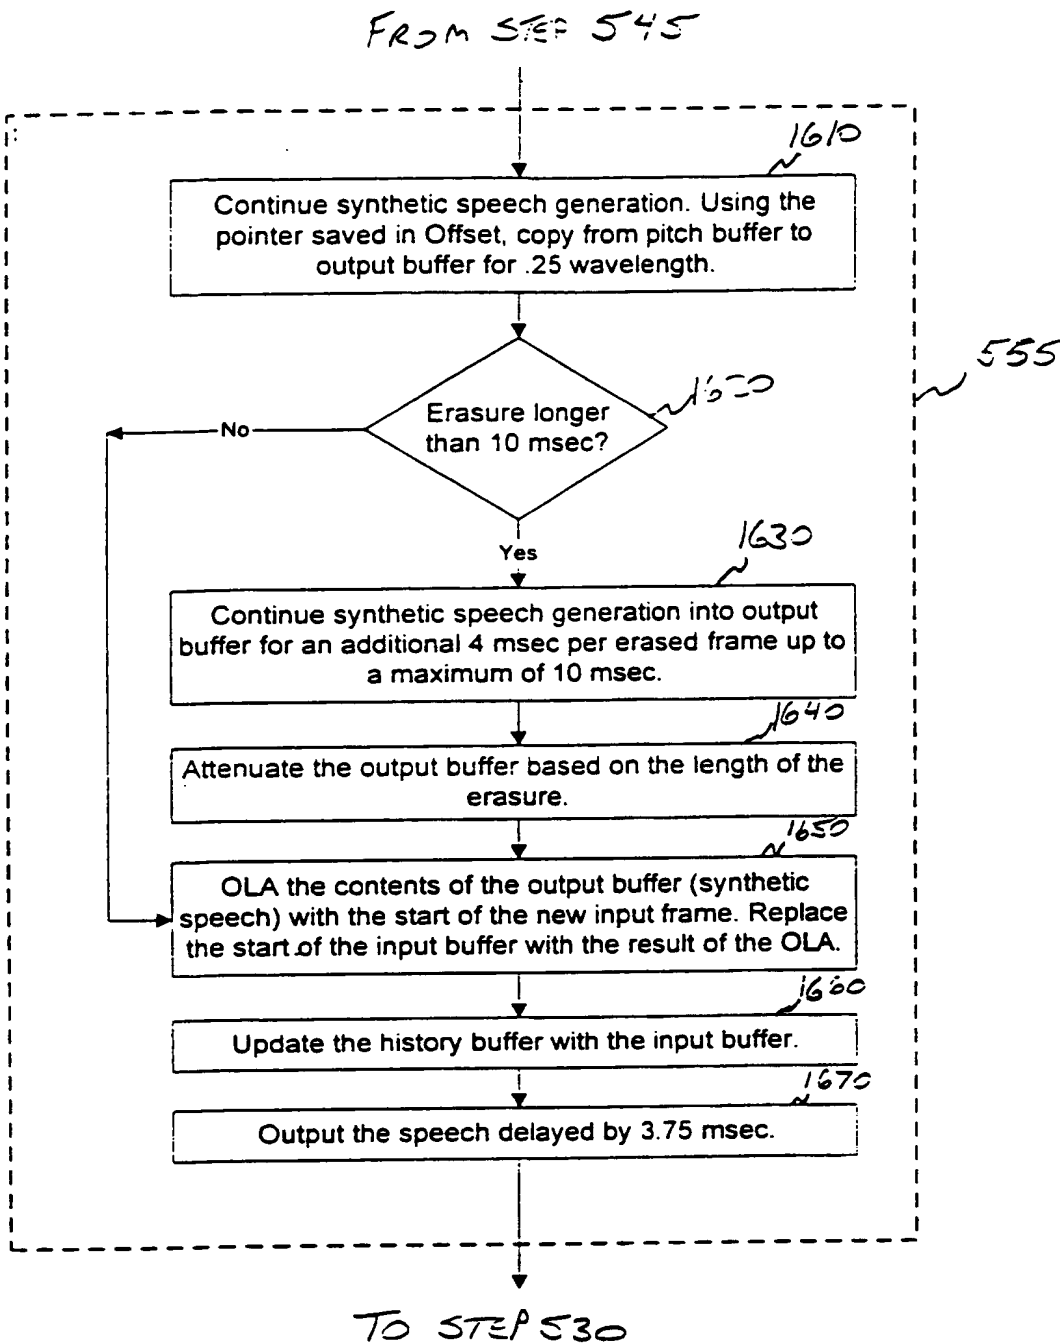 FROM STEP 545
1610
Continue synthetic speech generation. Using the
pointer saved in Offset, copy from pitch buffer to
output buffer for .25 wavelength.
555
1620
Erasure longer
than 10 msec?
No
Yes
1630
Continue synthetic speech generation into output
buffer for an additional 4 msec per erased frame up to
a maximum of 10 msec.
1640
Attenuate the output buffer based on the length of the
erasure.
1650
OLA the contents of the output buffer (synthetic
speech) with the start of the new input frame. Replace
the start of the input buffer with the result of the OLA.
1660
Update the history buffer with the input buffer.
1670
Output the speech delayed by 3.75 msec.
TO STEP 530